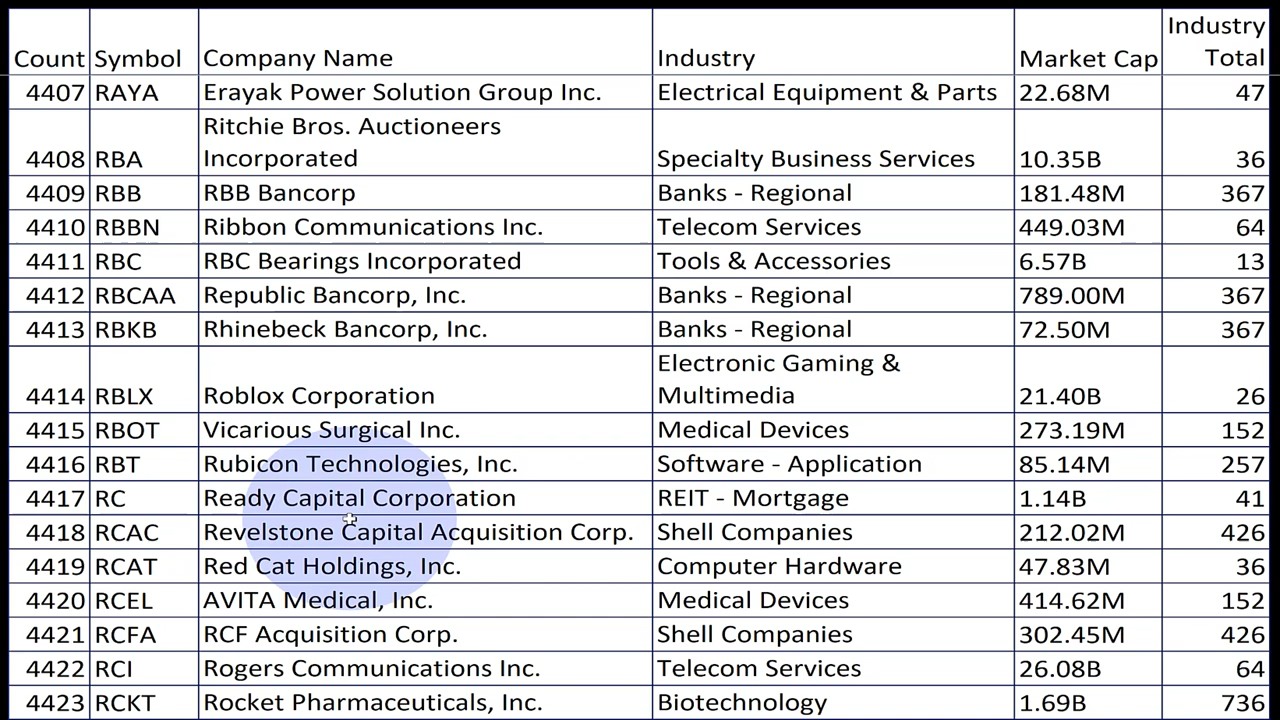 Count Symbol Company Name Industry Market Cap Industry Total
4407 RAYA Erayak Power Solution Group Inc. Electrical Equipment & Parts 22.68M 47
4408 RBA Ritchie Bros. Auctioneers Incorporated Specialty Business Services 10.35B 36
4409 RBB RBB Bancorp Banks - Regional 181.48M 367
4410 RBBN Ribbon Communications Inc. Telecom Services 449.03M 64
4411 RBC RBC Bearings Incorporated Tools & Accessories 6.57B 13
4412 RBCAA Republic Bancorp, Inc. Banks - Regional 789.00M 367
4413 RBKB Rhinebeck Bancorp, Inc. Banks - Regional 72.50M 367
4414 RBLX Roblox Corporation Electronic Gaming & Multimedia 21.40B 26
4415 RBOT Vicarious Surgical Inc. Medical Devices 273.19M 152
4416 RBT Rubicon Technologies, Inc. Software - Application 85.14M 257
4417 RC Ready Capital Corporation REIT - Mortgage 1.14B 41
4418 RCAC Revelstone Capital Acquisition Corp. Shell Companies 212.02M 426
4419 RCAT Red Cat Holdings, Inc. Computer Hardware 47.83M 36
4420 RCEL AVITA Medical, Inc. Medical Devices 414.62M 152
4421 RCFA RCF Acquisition Corp. Shell Companies 302.45M 426
4422 RCI Rogers Communications Inc. Telecom Services 26.08B 64
4423 RCKT Rocket Pharmaceuticals, Inc. Biotechnology 1.69B 736